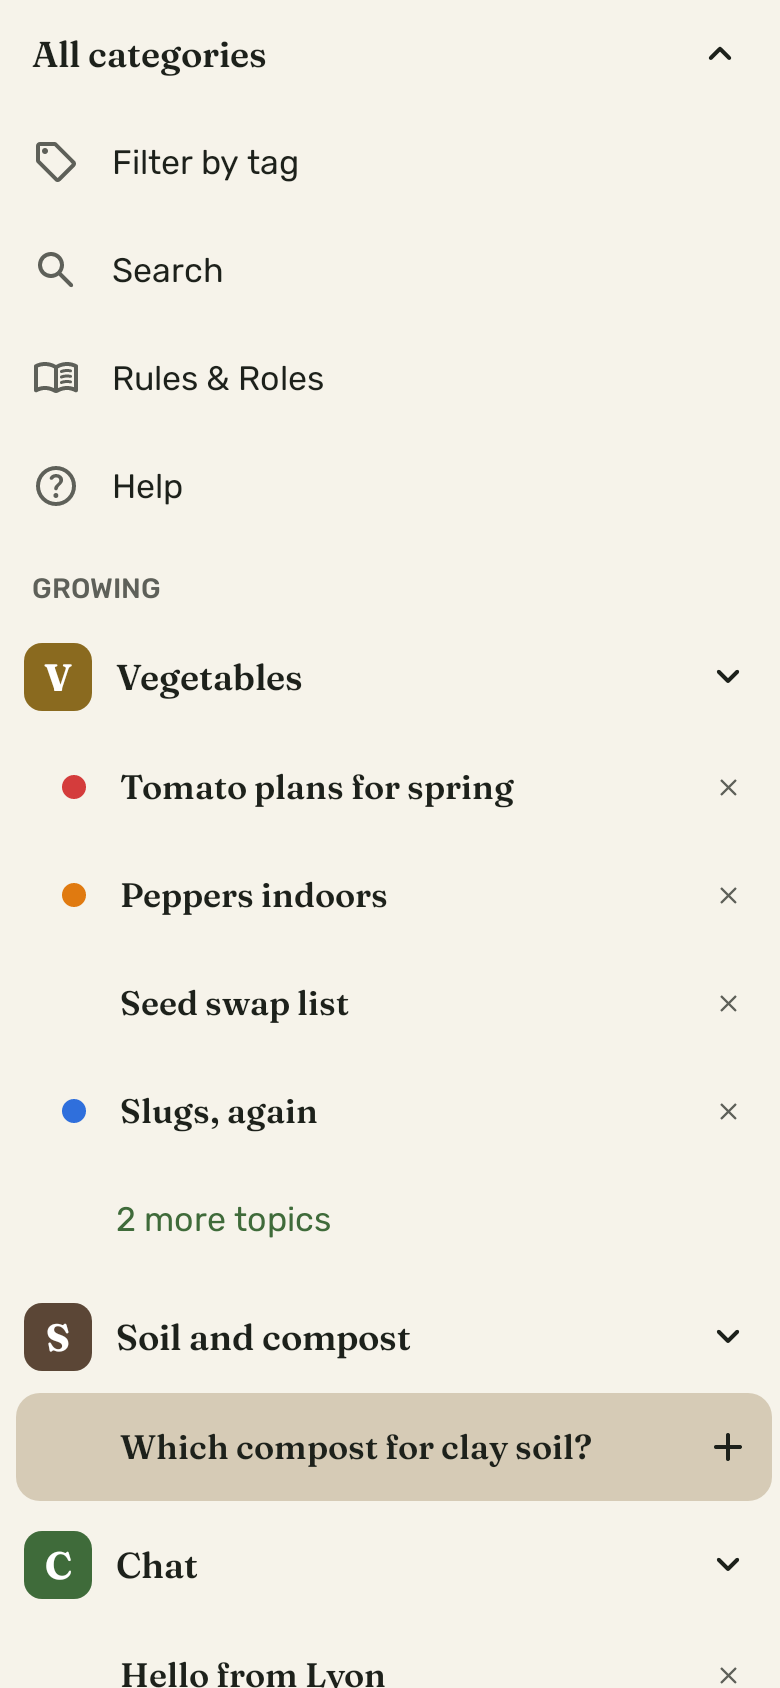 All categories
Filter by tag
Search
Rules & Roles
Help
GROWING
V Vegetables
Tomato plans for spring
Peppers indoors
Seed swap list
Slugs, again
2 more topics
S Soil and compost
Which compost for clay soil?
C Chat
Hello from Lyon